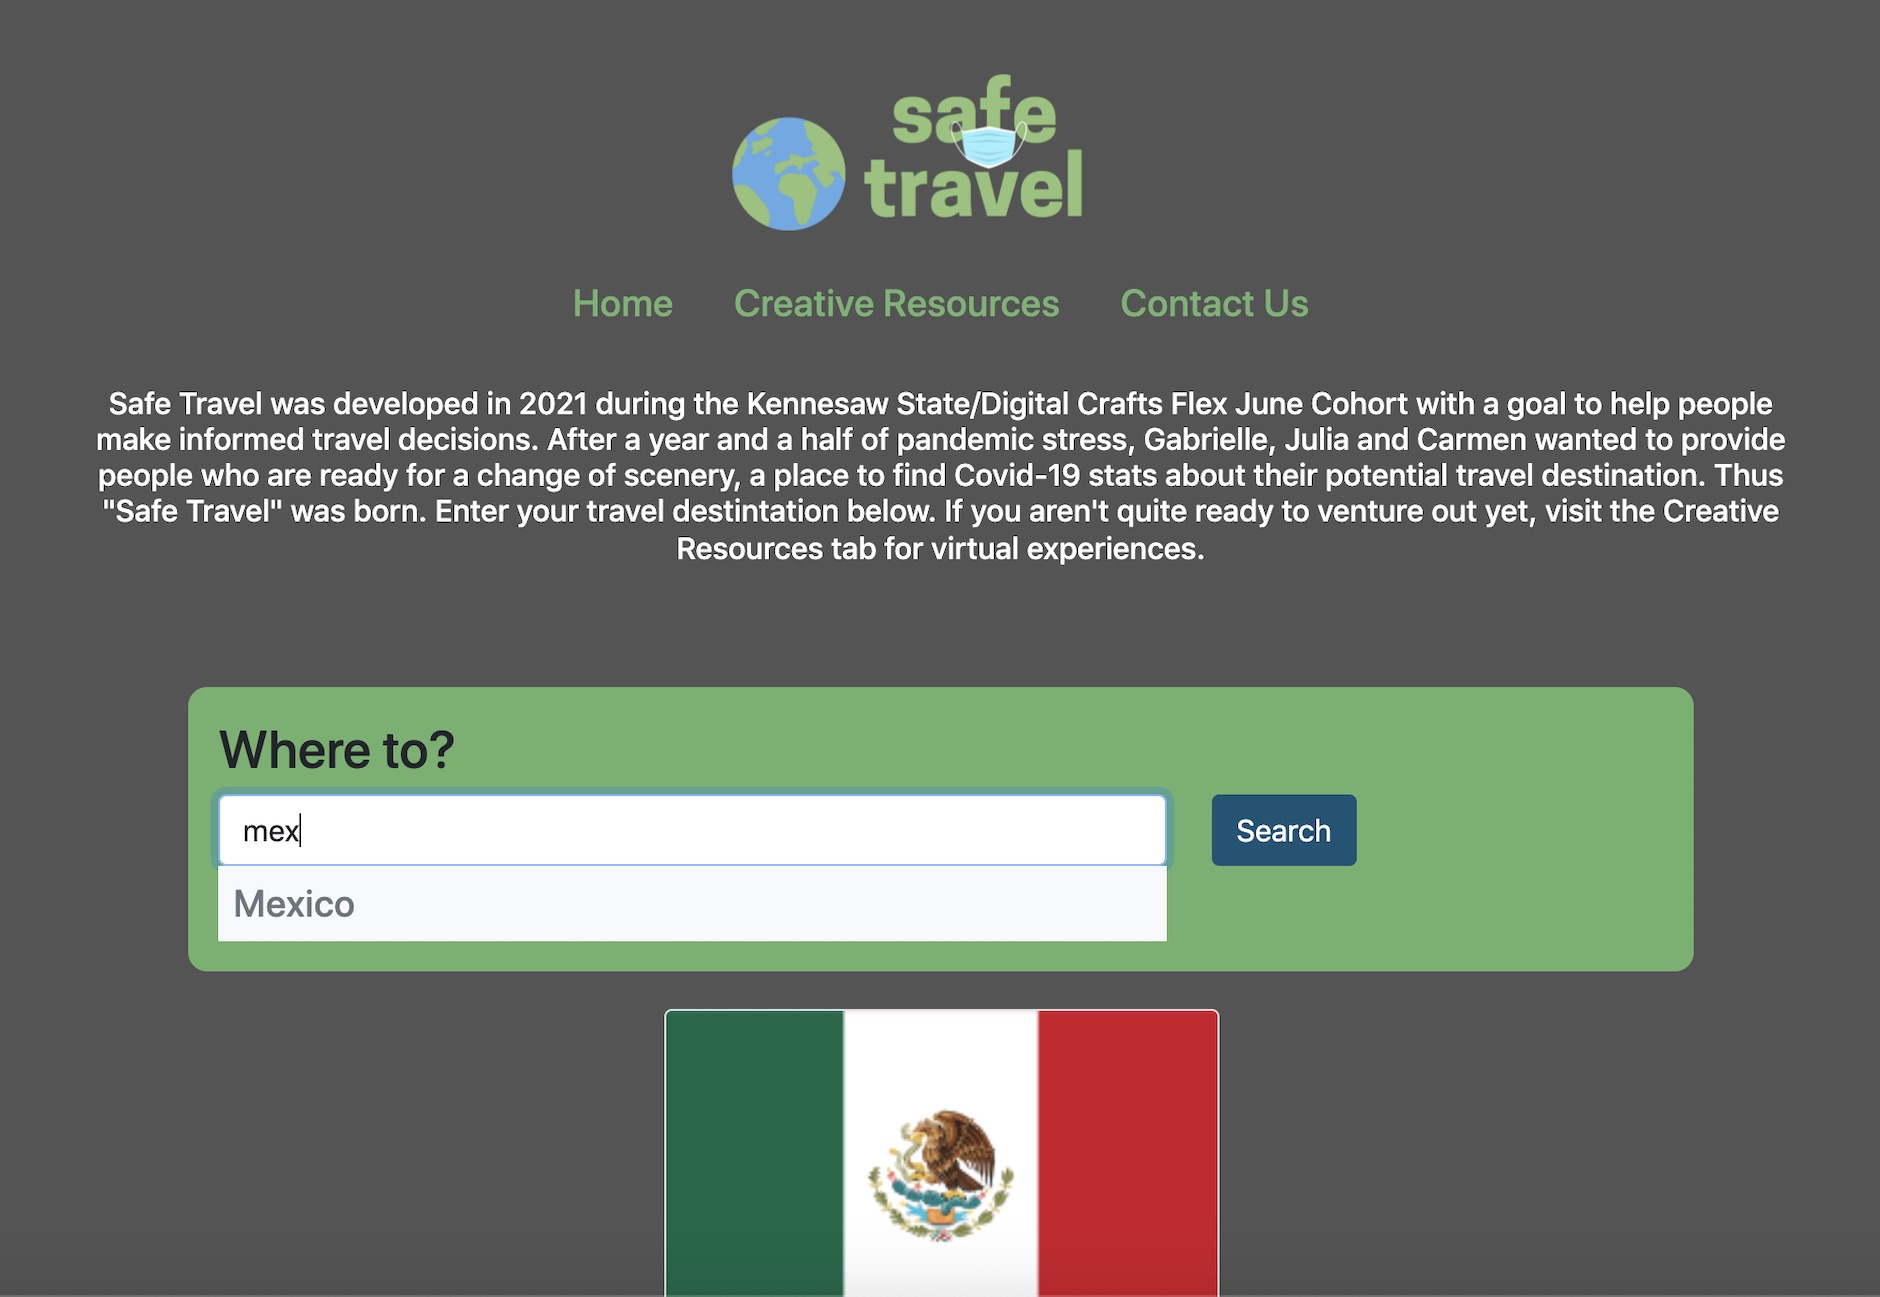 safe
travel
Home Creative Resources Contact Us
Safe Travel was developed in 2021 during the Kennesaw State/Digital Crafts Flex June Cohort with a goal to help people
make informed travel decisions. After a year and a half of pandemic stress, Gabrielle, Julia and Carmen wanted to provide
people who are ready for a change of scenery, a place to find Covid-19 stats about their potential travel destination. Thus
"Safe Travel" was born. Enter your travel destintation below. If you aren't quite ready to venture out yet, visit the Creative
Resources tab for virtual experiences.
Where to?
mex
Search
Mexico